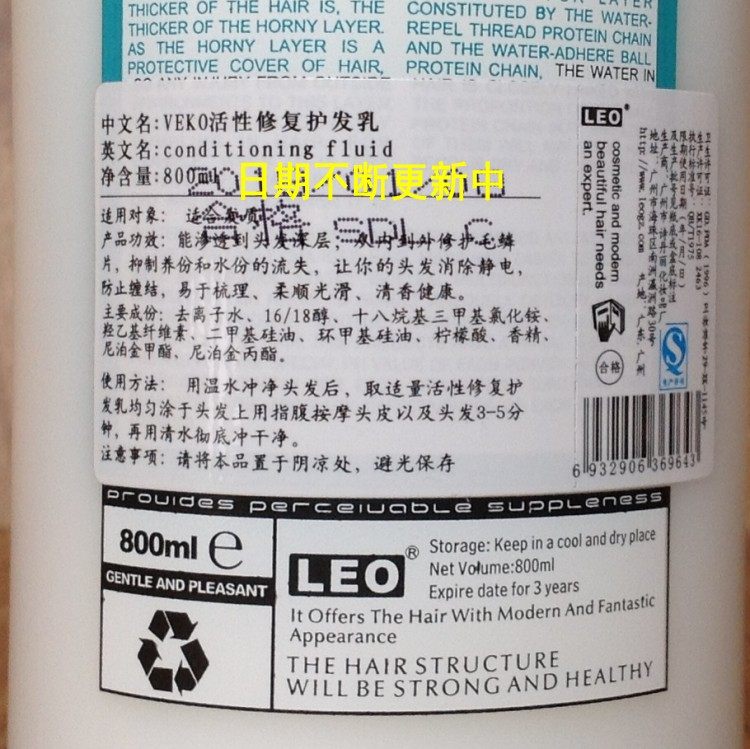 THICKER OF THE HAIR IS, THE
THICKER OF THE HORNY LAYER.
AS THE HORNY LAYER IS A
PROTECTIVE COVER OF HAIR,
CONSTITUTED BY THE WATER-
REPEL THREAD PROTEIN CHAIN
AND THE WATER-ADHERE BALL
PROTEIN CHAIN, THE WATER IN
中文名:VEKO活性修复护发乳
英文名:conditioning fluid
净含量:800ml
日期不断更新中
适用对象:
产品功效: 能渗透到头发深层
修护毛鳞
片,抑制养份和水份的流失,让你的头发消除静电,
防止缠结,易于梳理、柔顺光滑、清香健康。
主要成份:去离子水、16/18醇、十八烷基三甲基氯化铵、
羟乙基纤维素、二甲基硅油、环甲基硅油、柠檬酸、香精、
尼泊金甲酯、尼泊金丙酯。
使用方法: 用温水冲净头发后,取适量活性修复护
发乳均匀涂于头发上用指腹按摩头皮以及头发3-5分
钟,再用清水彻底冲干净。
注意事项:请将本品置于阴凉处,避光保存
LEO®
cosmetic and modern
beautiful hair needs
an expert.
合格
6 932906 369643
provides perceivable suppleness
800ml e
GENTLE AND PLEASANT
LEO®
Storage: Keep in a cool and dry place
Net Volume:800ml
Expire date for 3 years
It Offers The Hair With Modern And Fantastic
Appearance
THE HAIR STRUCTURE
WILL BE STRONG AND HEALTHY